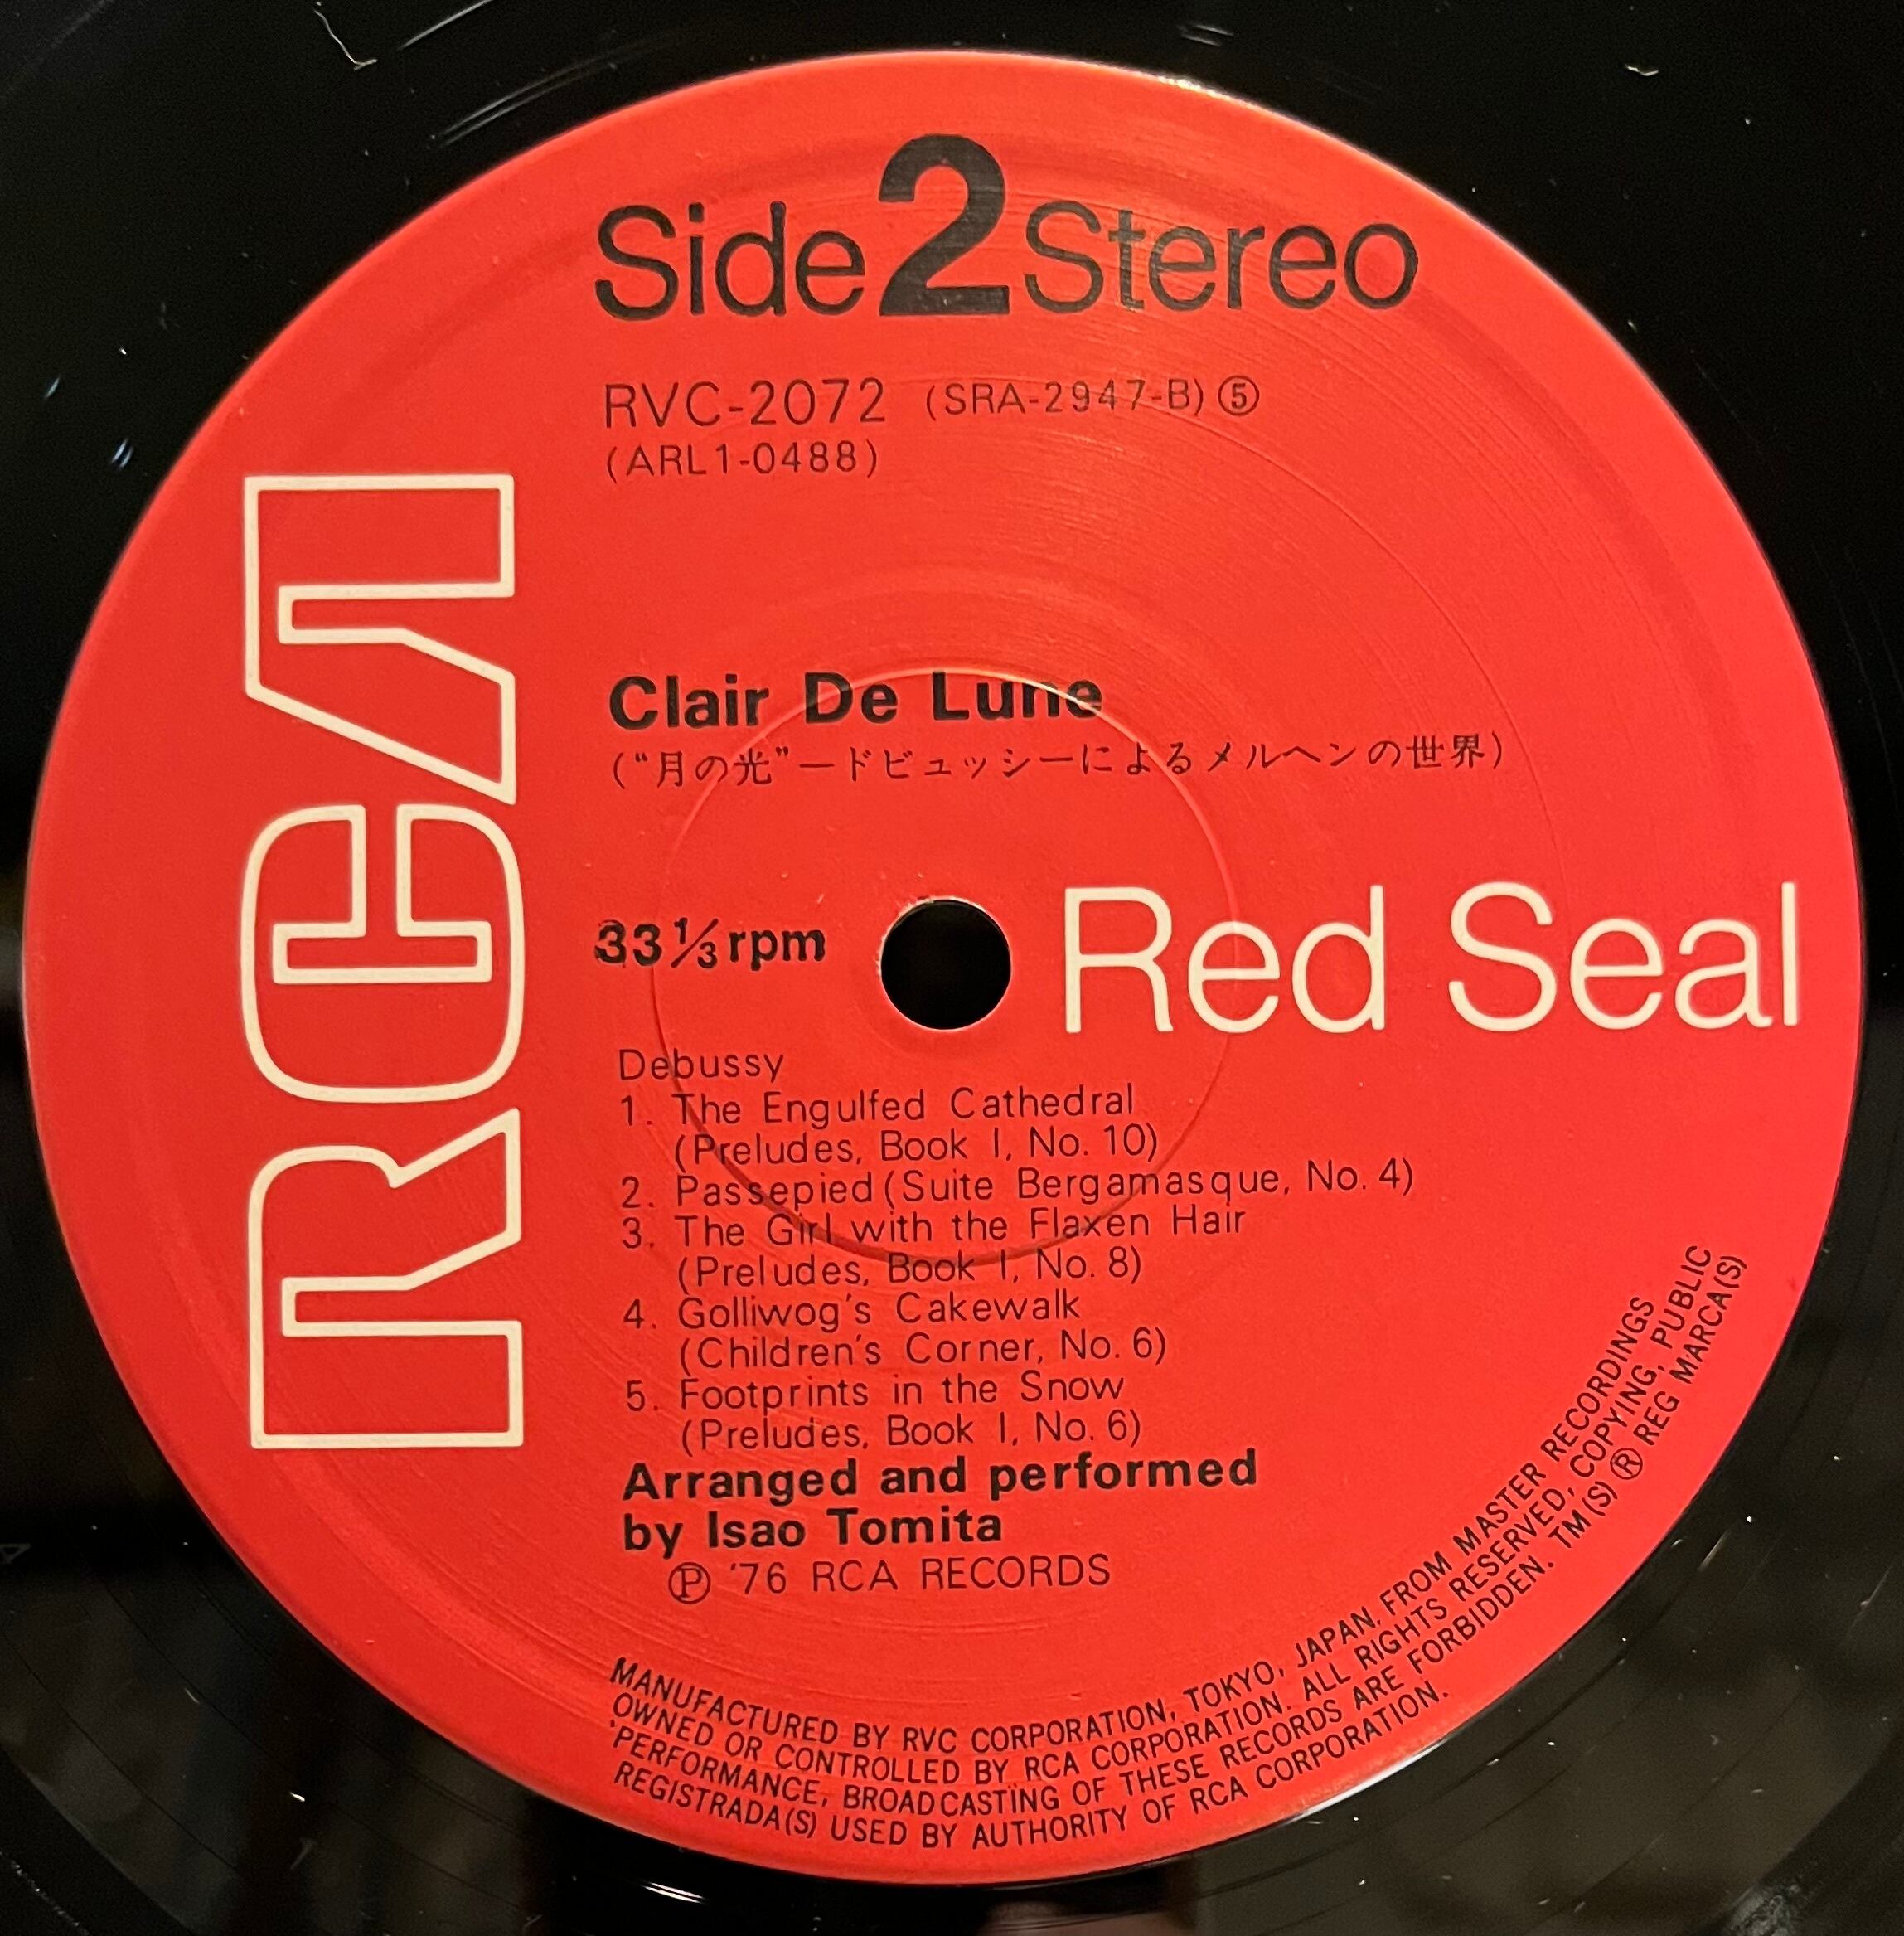 Side 2 Stereo
RVC-2072 (SRA-2947-B) ⑤
(ARL1-0488)
RCA
Clair De Lune
(“月の光”—ドビュッシーによるメルヘンの世界)
33 1/3 rpm
Red Seal
Debussy
1. The Engulfed Cathedral
(Preludes, Book I, No. 10)
2. Passepied (Suite Bergamasque, No. 4)
3. The Girl with the Flaxen Hair
(Preludes, Book I, No. 8)
4. Golliwog's Cakewalk
(Children's Corner, No. 6)
5. Footprints in the Snow
(Preludes, Book I, No. 6)
Arranged and performed
by Isao Tomita
Ⓟ '76 RCA RECORDS
MANUFACTURED BY RVC CORPORATION, TOKYO, JAPAN, FROM MASTER RECORDINGS
OWNED OR CONTROLLED BY RCA CORPORATION. ALL RIGHTS RESERVED, COPYING, PUBLIC
PERFORMANCE, BROADCASTING OF THESE RECORDS ARE FORBIDDEN. TM(S) ® REG MARCA(S)
REGISTRADA(S) USED BY AUTHORITY OF RCA CORPORATION.